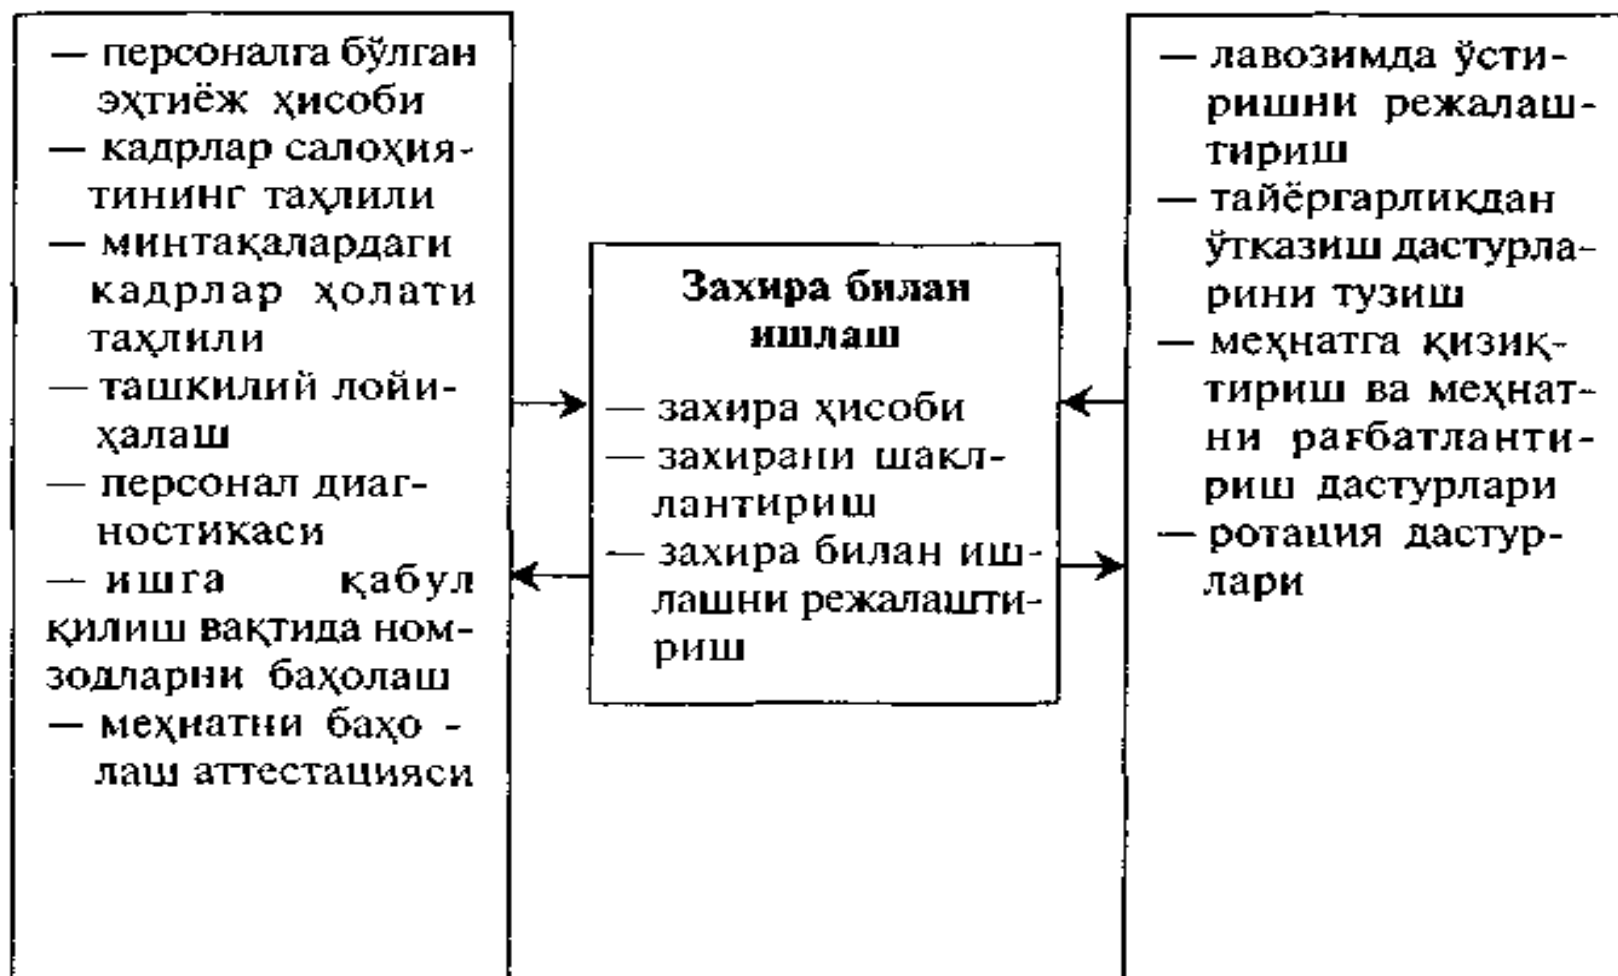 — персоналга бўлган
эҳтиёж ҳисоби
— кадрлар салоҳия-
тининг таҳлили
— минтақалардаги
кадрлар ҳолати
таҳлили
— ташкилий лойи-
ҳалаш
— персонал диаг-
ностикаси
— ишга қабул
қилиш вақтида ном-
зодларни баҳолаш
— меҳнатни баҳо -
лаш аттестацияси
Захира билан
ишлаш
— захира ҳисоби
— захирани шакл-
лантириш
— захира билан иш-
лашни режалашти-
риш
— лавозимда ўсти-
ришни режалаш-
тириш
— тайёргарликдан
ўтказиш дастурла-
рини тузиш
— меҳнатга қизиқ-
тириш ва меҳнат-
ни рағбатланти-
риш дастурлари
— ротация дастур-
лари